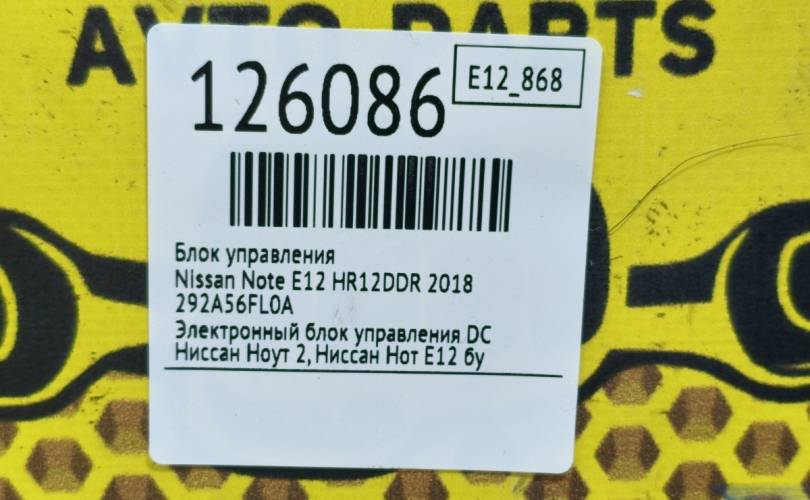 AVTO PARTS
126086
E12_868
Блок управления
Nissan Note E12 HR12DDR 2018
292A56FL0A
Электронный блок управления DC
Ниссан Ноут 2, Ниссан Нот Е12 бу